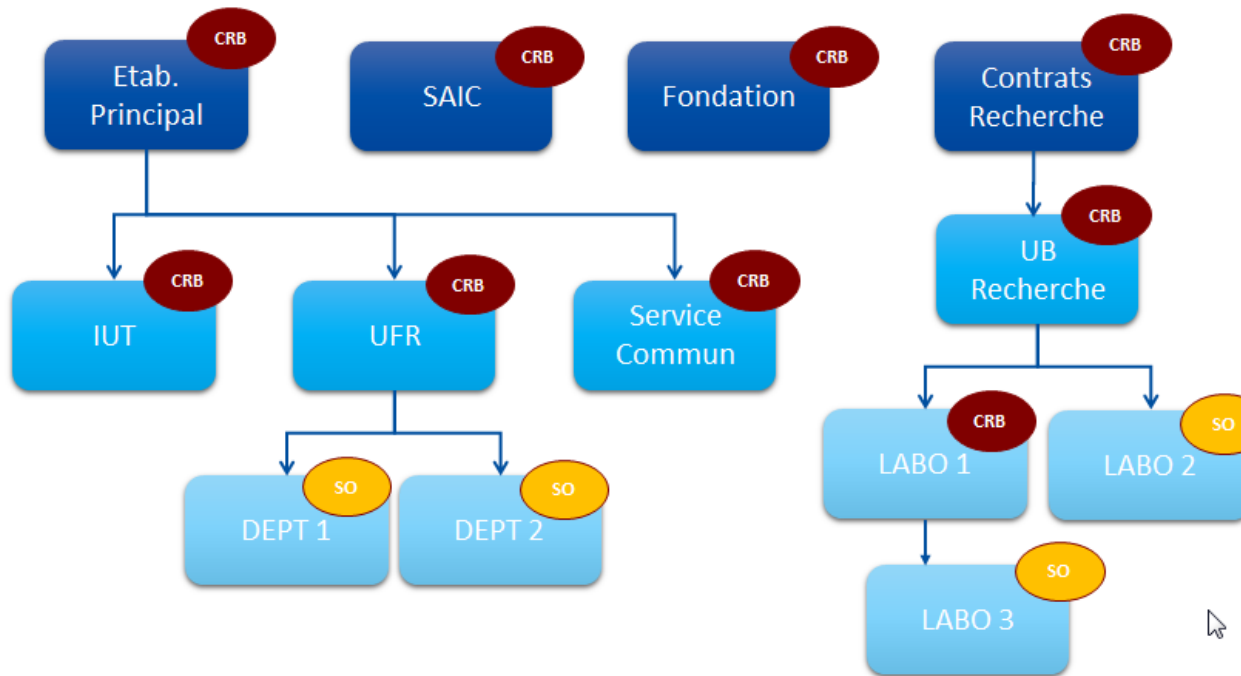 CRB
Etab.
Principal
CRB
SAIC
CRB
Fondation
CRB
Contrats
Recherche
CRB
IUT
CRB
UFR
CRB
Service
Commun
CRB
UB
Recherche
SO
DEPT 1
SO
DEPT 2
CRB
LABO 1
SO
LABO 2
SO
LABO 3